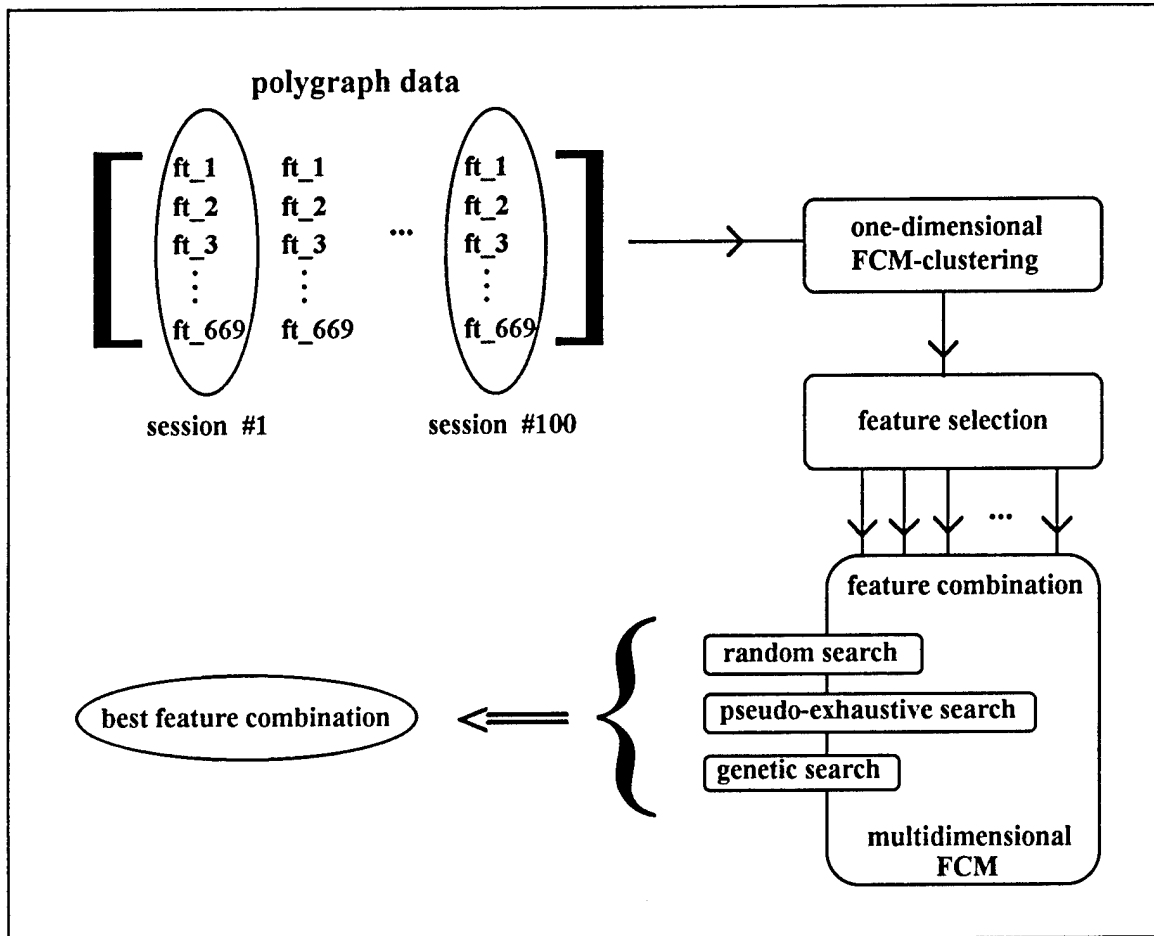 polygraph data
ft_1 ft_1 ft_1
ft_2 ft_2 ft_2
ft_3 ft_3 ... ft_3
ft_669 ft_669 ft_669
session #1 session #100
one-dimensional
FCM-clustering
feature selection
...
feature combination
random search
pseudo-exhaustive search
genetic search
best feature combination
multidimensional
FCM